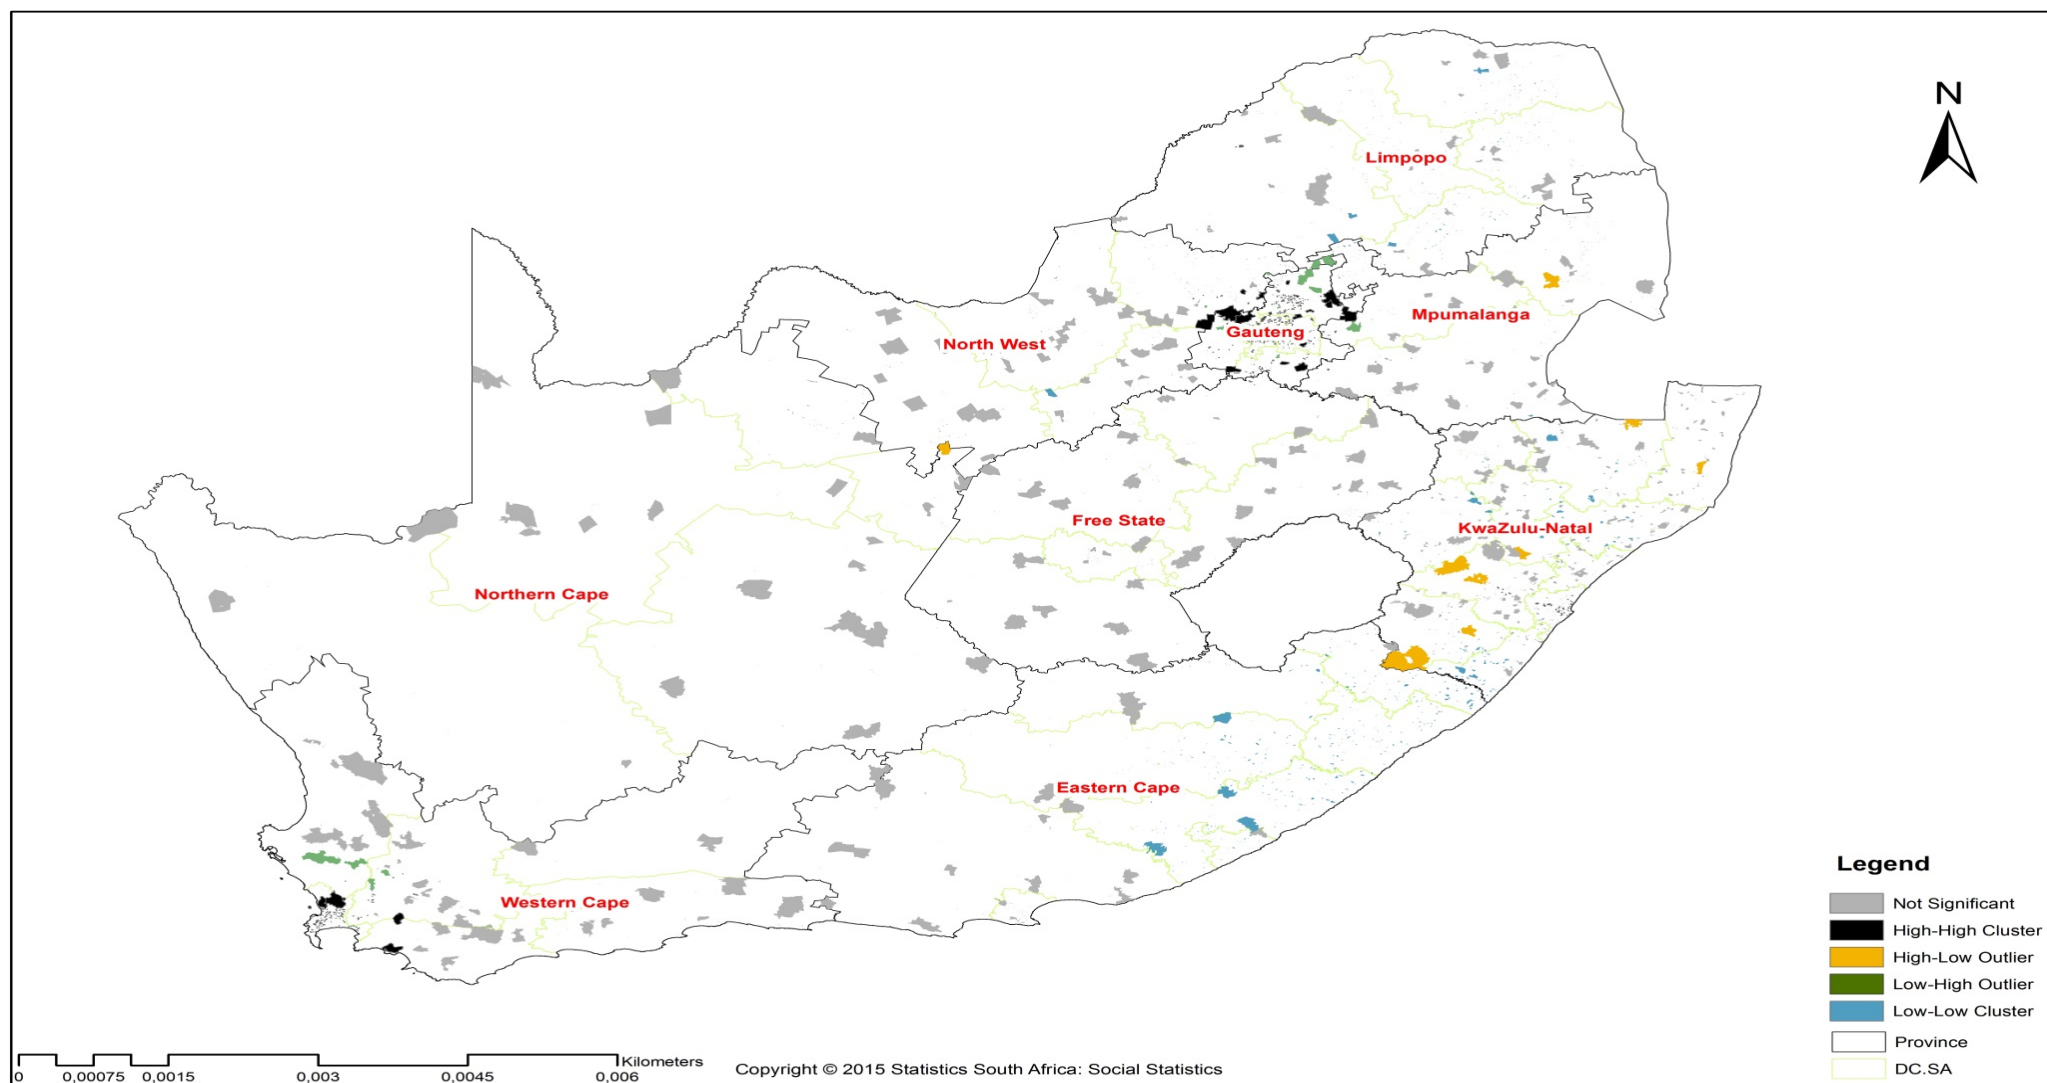 N
Limpopo
Mpumalanga
North West
Gauteng
Free State
KwaZulu-Natal
Northern Cape
Eastern Cape
Western Cape
Legend
Not Significant
High-High Cluster
High-Low Outlier
Low-High Outlier
Low-Low Cluster
Province
DC.SA
Kilometers
0 0,00075 0,0015 0,003 0,0045 0,006
Copyright © 2015 Statistics South Africa: Social Statistics